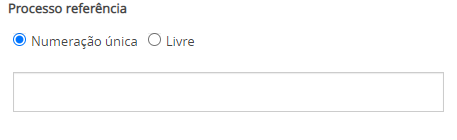 Processo referência
Numeração única Livre